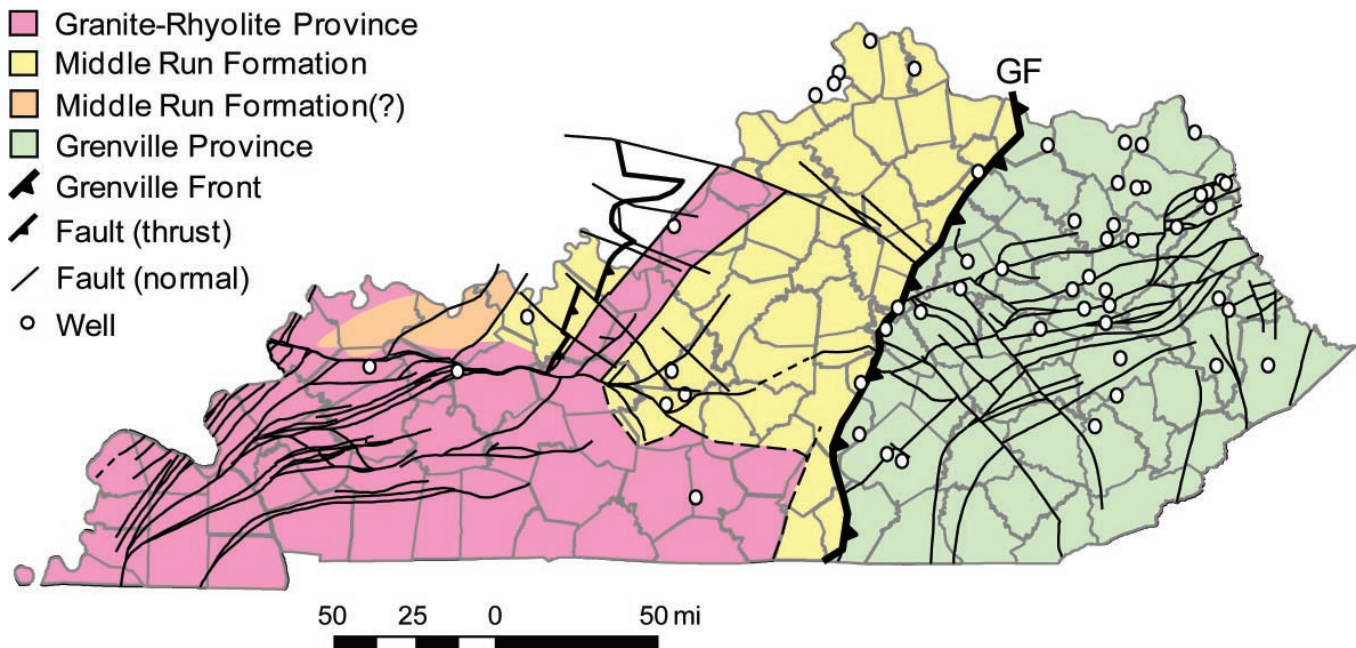 Granite-Rhyolite Province
Middle Run Formation
Middle Run Formation(?)
Grenville Province
Grenville Front
Fault (thrust)
Fault (normal)
Well
GF
50 25 0 50 mi